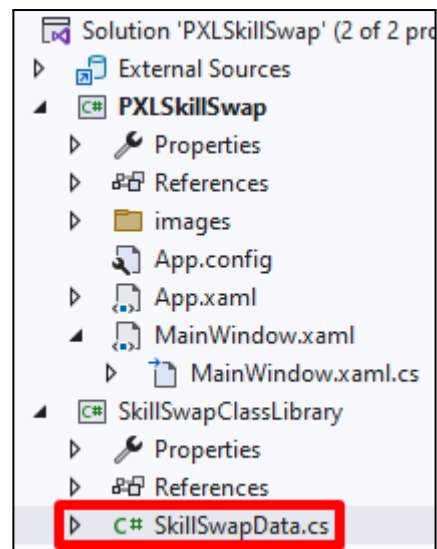 Solution 'PXLSkillSwap' (2 of 2 pro
External Sources
C# PXLSkillSwap
Properties
References
images
App.config
App.xaml
MainWindow.xaml
MainWindow.xaml.cs
C# SkillSwapClassLibrary
Properties
References
C# SkillSwapData.cs